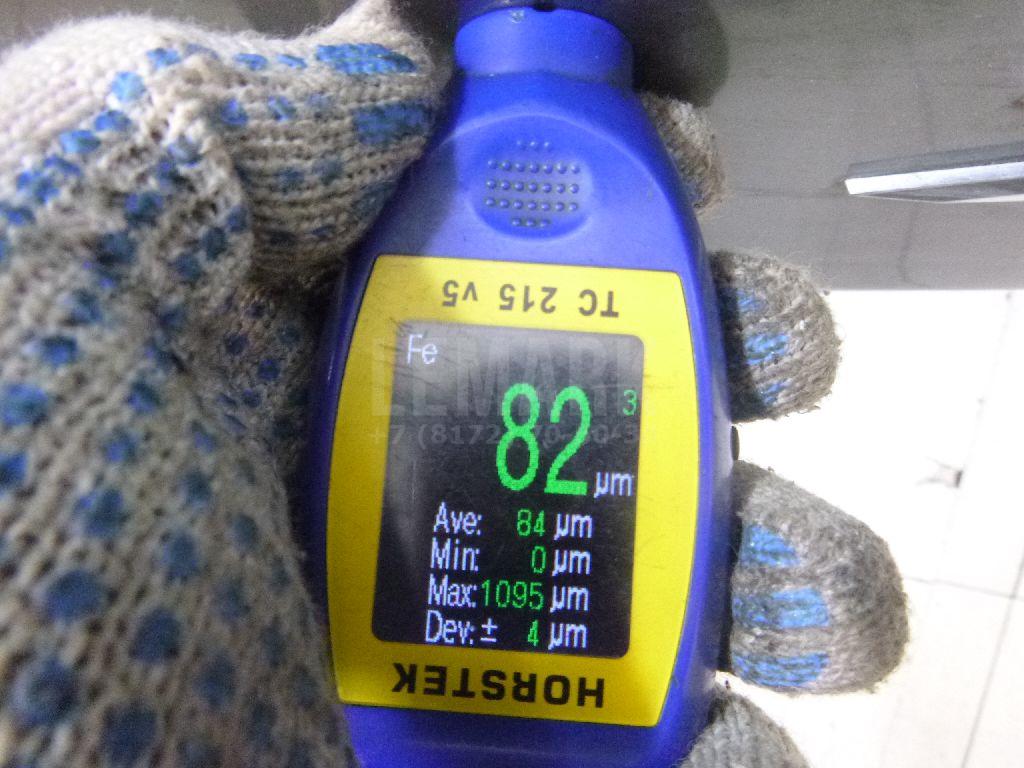 TC 215 v5
Fe
LEMARK
82 3
µm
Ave: 84 µm
Min: 0 µm
Max: 1095 µm
Dev: ± 4 µm
HORSTEK